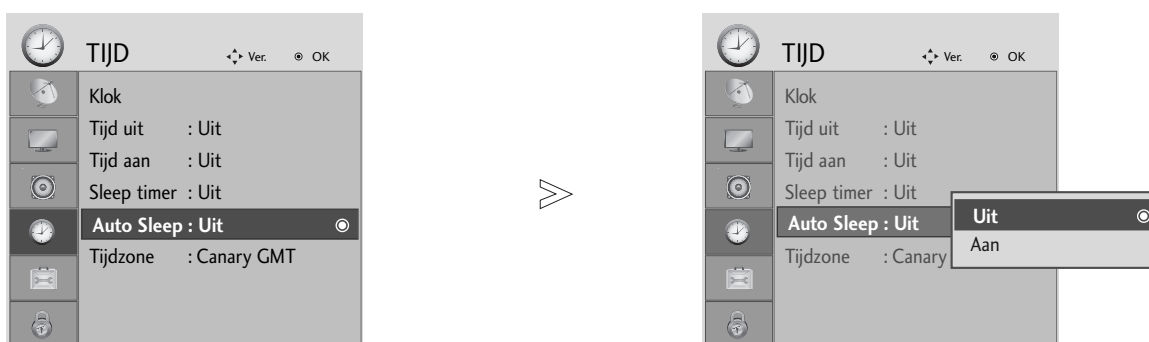 TIJD Ver. OK
Klok
Tijd uit : Uit
Tijd aan : Uit
Sleep timer : Uit
Auto Sleep : Uit
Tijdzone : Canary GMT
TIJD Ver. OK
Klok
Tijd uit : Uit
Tijd aan : Uit
Sleep timer : Uit
Auto Sleep : Uit
Tijdzone : Canary
Uit
Aan